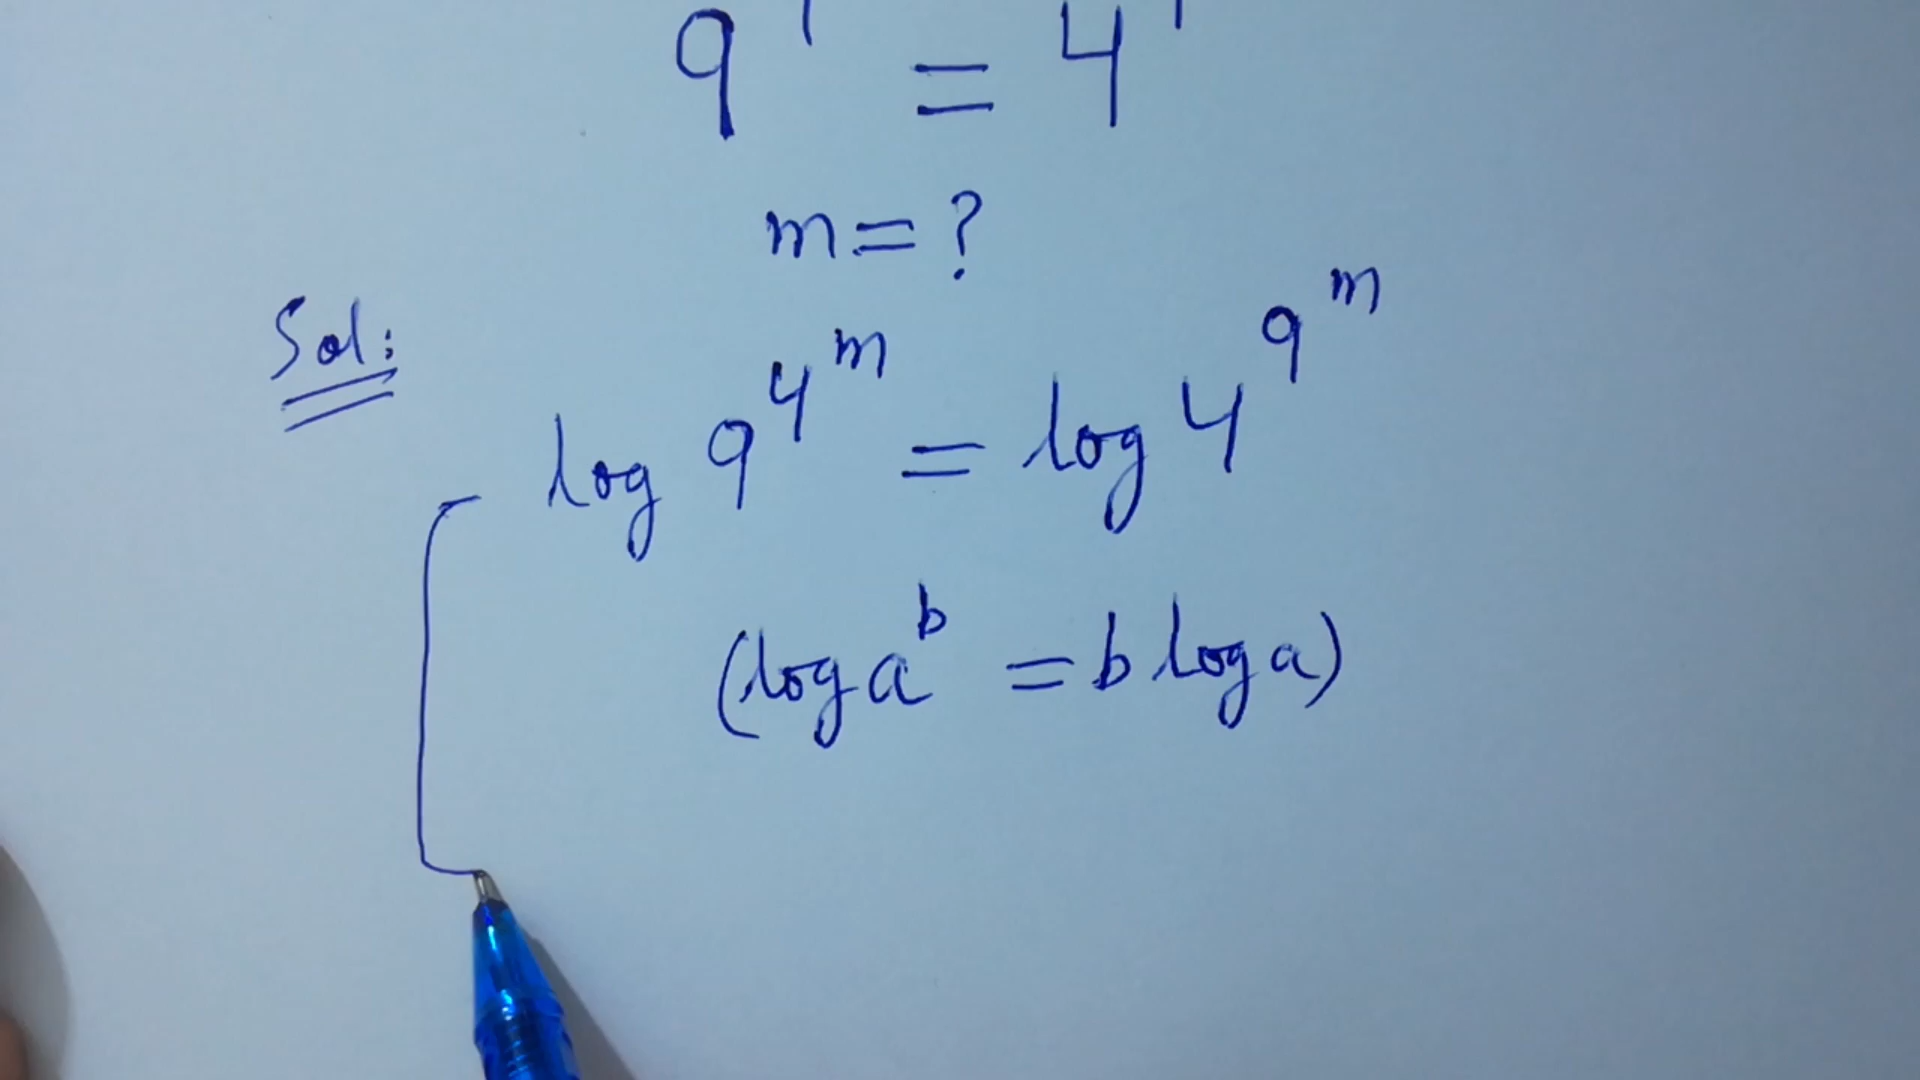 9 = 4
m = ?
Sol:
log 9^4^m = log 4^9^m
(log a^b = b log a)